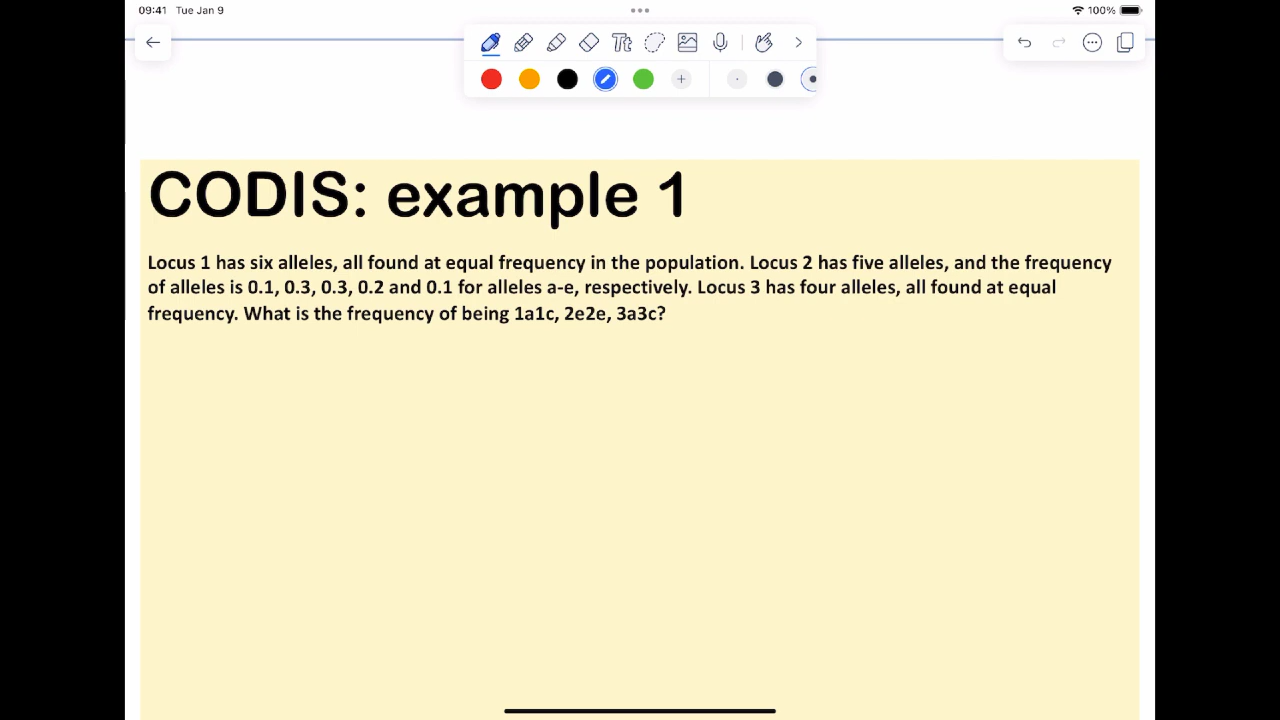 09:41 Tue Jan 9
100%
Tt
CODIS: example 1
Locus 1 has six alleles, all found at equal frequency in the population. Locus 2 has five alleles, and the frequency
of alleles is 0.1, 0.3, 0.3, 0.2 and 0.1 for alleles a-e, respectively. Locus 3 has four alleles, all found at equal
frequency. What is the frequency of being 1a1c, 2e2e, 3a3c?